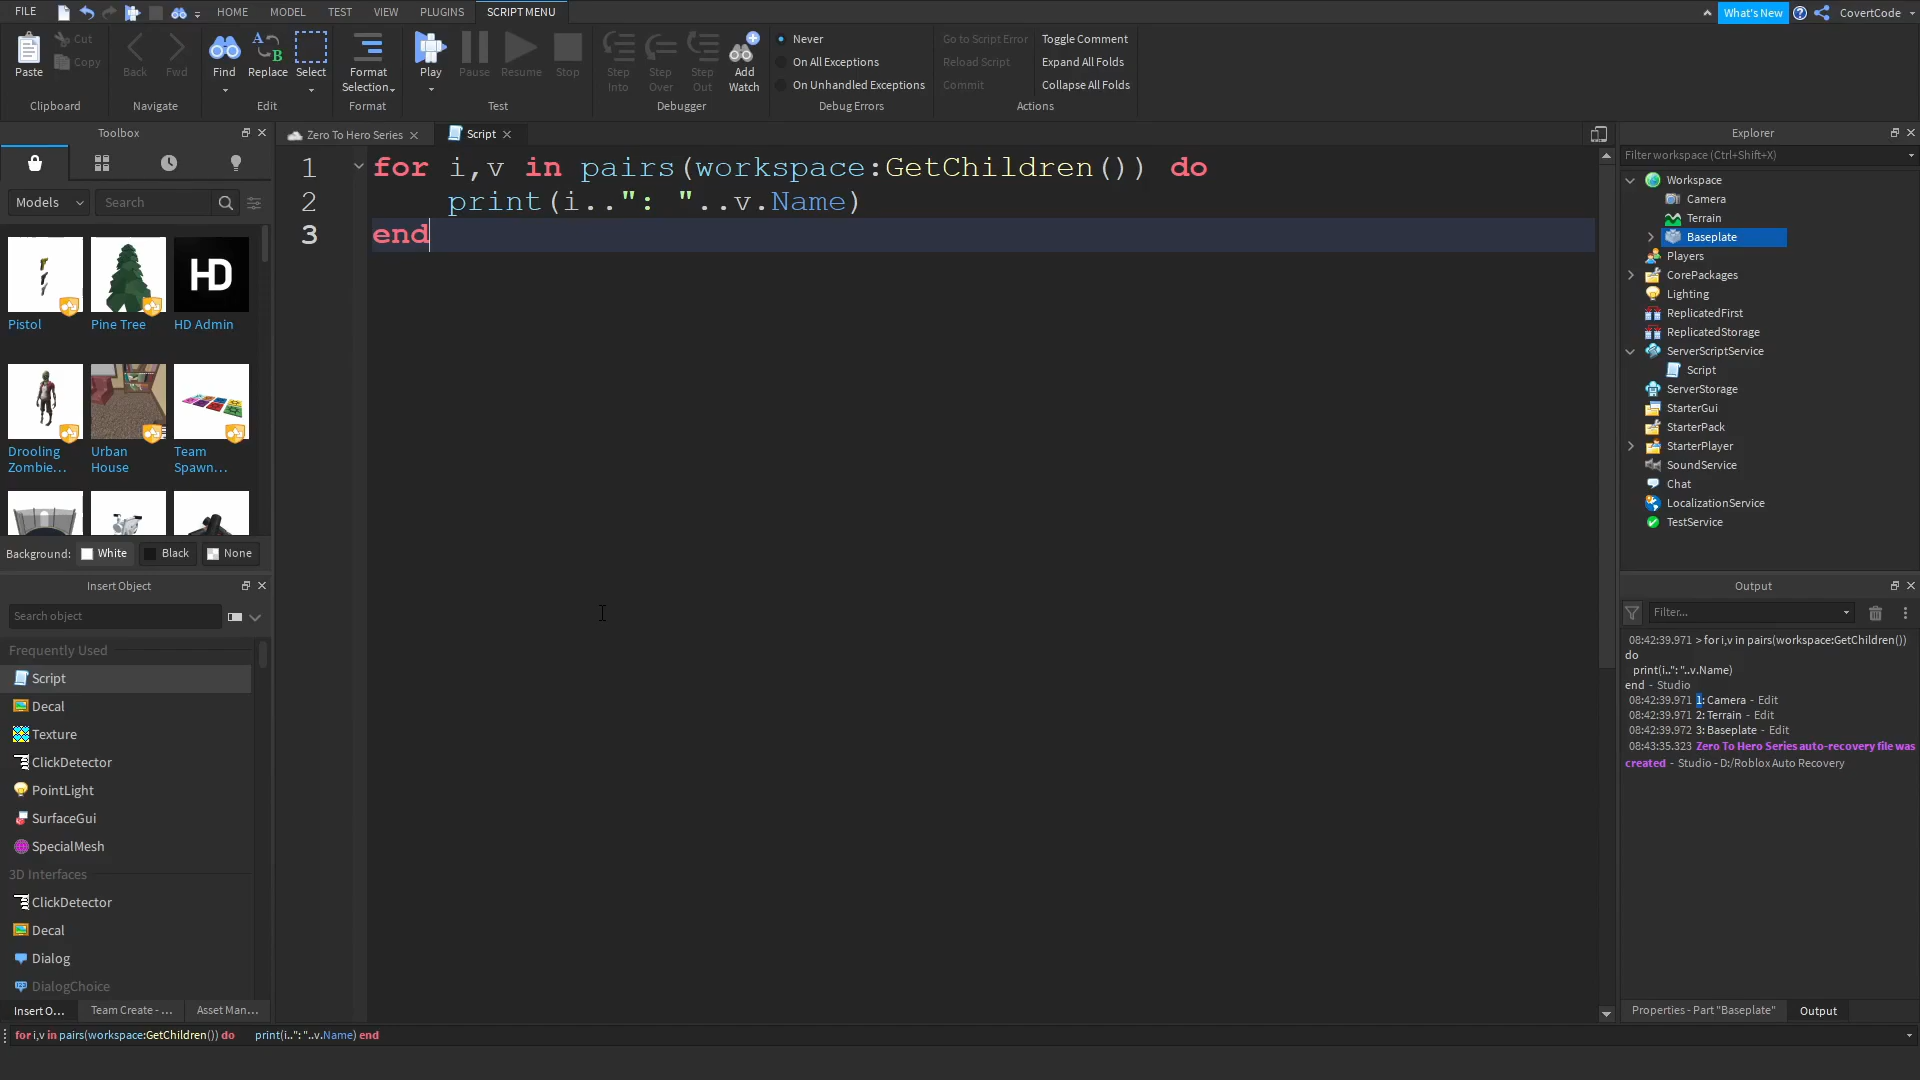 FILE
HOME
MODEL
TEST
VIEW
PLUGINS
SCRIPT MENU
What's New
CovertCode
Paste
Cut
Copy
Clipboard
Back
Fwd
Navigate
Find
Replace
Select
Edit
Format
Selection
Format
Play
Pause
Resume
Stop
Test
Step
Into
Step
Over
Step
Out
Add
Watch
Debugger
Never
On All Exceptions
On Unhandled Exceptions
Debug Errors
Go to Script Error
Reload Script
Commit
Toggle Comment
Expand All Folds
Collapse All Folds
Actions
Toolbox
Models
Search
HD
Pistol
Pine Tree
HD Admin
Drooling
Zombie...
Urban
House
Team
Spawn...
Background:
White
Black
None
Insert Object
Search object
Frequently Used
Script
Decal
Texture
ClickDetector
PointLight
SurfaceGui
SpecialMesh
3D Interfaces
ClickDetector
Decal
Dialog
DialogChoice
Insert O...
Team Create - ...
Asset Man...
Zero To Hero Series
Script
1 for i,v in pairs(workspace:GetChildren()) do
2 print(i..": "..v.Name)
3 end
Explorer
Filter workspace (Ctrl+Shift+X)
Workspace
Camera
Terrain
Baseplate
Players
CorePackages
Lighting
ReplicatedFirst
ReplicatedStorage
ServerScriptService
Script
ServerStorage
StarterGui
StarterPack
StarterPlayer
SoundService
Chat
LocalizationService
TestService
Output
Filter...
08:42:39.971 > for i,v in pairs(workspace:GetChildren())
do
print(i..": "..v.Name)
end - Studio
08:42:39.971 1: Camera - Edit
08:42:39.971 2: Terrain - Edit
08:42:39.972 3: Baseplate - Edit
08:43:35.323 Zero To Hero Series auto-recovery file was
created - Studio - D:/Roblox Auto Recovery
Properties - Part "Baseplate"
Output
for i,v in pairs(workspace:GetChildren()) do print(i..": "..v.Name) end